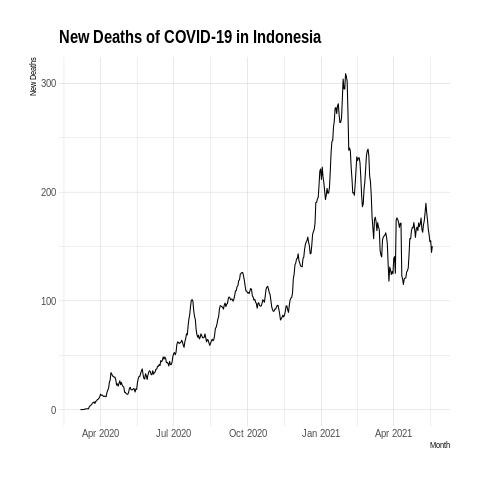 New Deaths of COVID-19 in Indonesia
New Deaths
300
200
100
0
Apr 2020 Jul 2020 Oct 2020 Jan 2021 Apr 2021
Month